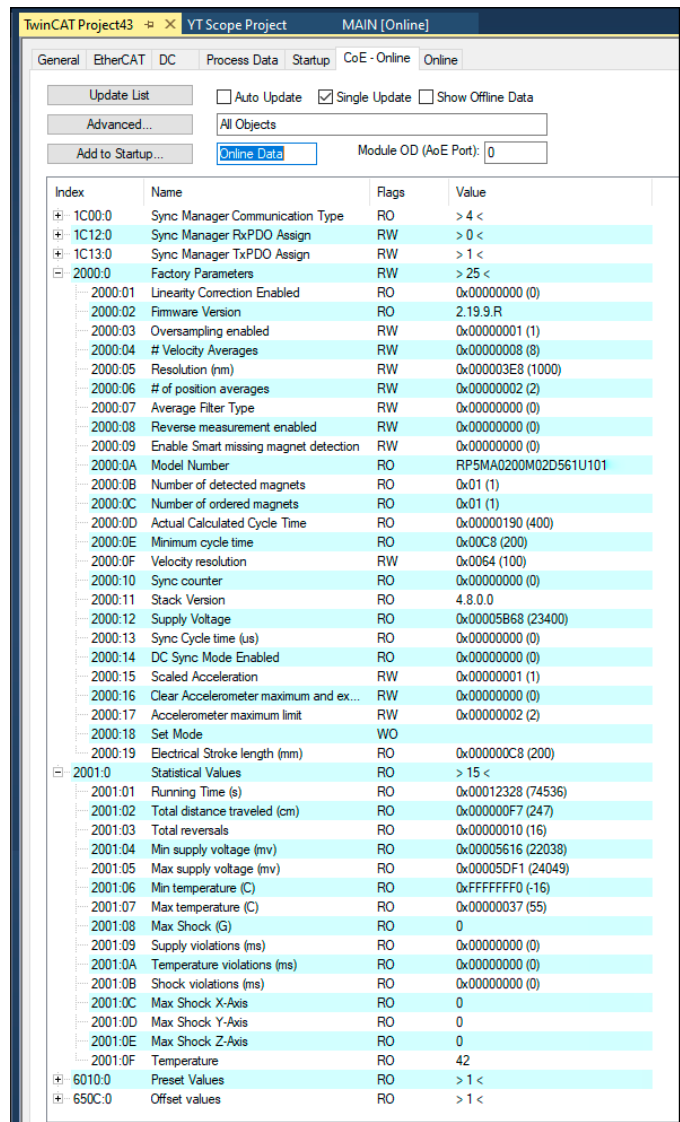 TwinCAT Project43 YT Scope Project MAIN [Online]
General EtherCAT DC Process Data Startup CoE - Online Online
Update List Auto Update Single Update Show Offline Data
Advanced... All Objects
Add to Startup... Online Data Module OD (AoE Port): 0
Index Name Flags Value
1C00:0 Sync Manager Communication Type RO > 4 <
1C12:0 Sync Manager RxPDO Assign RW > 0 <
1C13:0 Sync Manager TxPDO Assign RW > 1 <
2000:0 Factory Parameters RW > 25 <
2000:01 Linearity Correction Enabled RO 0x00000000 (0)
2000:02 Firmware Version RO 2.19.9.R
2000:03 Oversampling enabled RW 0x00000001 (1)
2000:04 # Velocity Averages RW 0x00000008 (8)
2000:05 Resolution (nm) RW 0x000003E8 (1000)
2000:06 # of position averages RW 0x00000002 (2)
2000:07 Average Filter Type RW 0x00000000 (0)
2000:08 Reverse measurement enabled RW 0x00000000 (0)
2000:09 Enable Smart missing magnet detection RW 0x00000000 (0)
2000:0A Model Number RO RP5MA0200M02D561U101
2000:0B Number of detected magnets RO 0x01 (1)
2000:0C Number of ordered magnets RO 0x01 (1)
2000:0D Actual Calculated Cycle Time RO 0x00000190 (400)
2000:0E Minimum cycle time RO 0x00C8 (200)
2000:0F Velocity resolution RW 0x0064 (100)
2000:10 Sync counter RO 0x00000000 (0)
2000:11 Stack Version RO 4.8.0.0
2000:12 Supply Voltage RO 0x00005B68 (23400)
2000:13 Sync Cycle time (us) RO 0x00000000 (0)
2000:14 DC Sync Mode Enabled RO 0x00000000 (0)
2000:15 Scaled Acceleration RW 0x00000001 (1)
2000:16 Clear Accelerometer maximum and ex... RW 0x00000000 (0)
2000:17 Accelerometer maximum limit RW 0x00000002 (2)
2000:18 Set Mode WO
2000:19 Electrical Stroke length (mm) RO 0x000000C8 (200)
2001:0 Statistical Values RO > 15 <
2001:01 Running Time (s) RO 0x00012328 (74536)
2001:02 Total distance traveled (cm) RO 0x000000F7 (247)
2001:03 Total reversals RO 0x00000010 (16)
2001:04 Min supply voltage (mv) RO 0x00005616 (22038)
2001:05 Max supply voltage (mv) RO 0x00005DF1 (24049)
2001:06 Min temperature (C) RO 0xFFFFFFF0 (-16)
2001:07 Max temperature (C) RO 0x00000037 (55)
2001:08 Max Shock (G) RO 0
2001:09 Supply violations (ms) RO 0x00000000 (0)
2001:0A Temperature violations (ms) RO 0x00000000 (0)
2001:0B Shock violations (ms) RO 0x00000000 (0)
2001:0C Max Shock X-Axis RO 0
2001:0D Max Shock Y-Axis RO 0
2001:0E Max Shock Z-Axis RO 0
2001:0F Temperature RO 42
6010:0 Preset Values RO > 1 <
650C:0 Offset values RO > 1 <